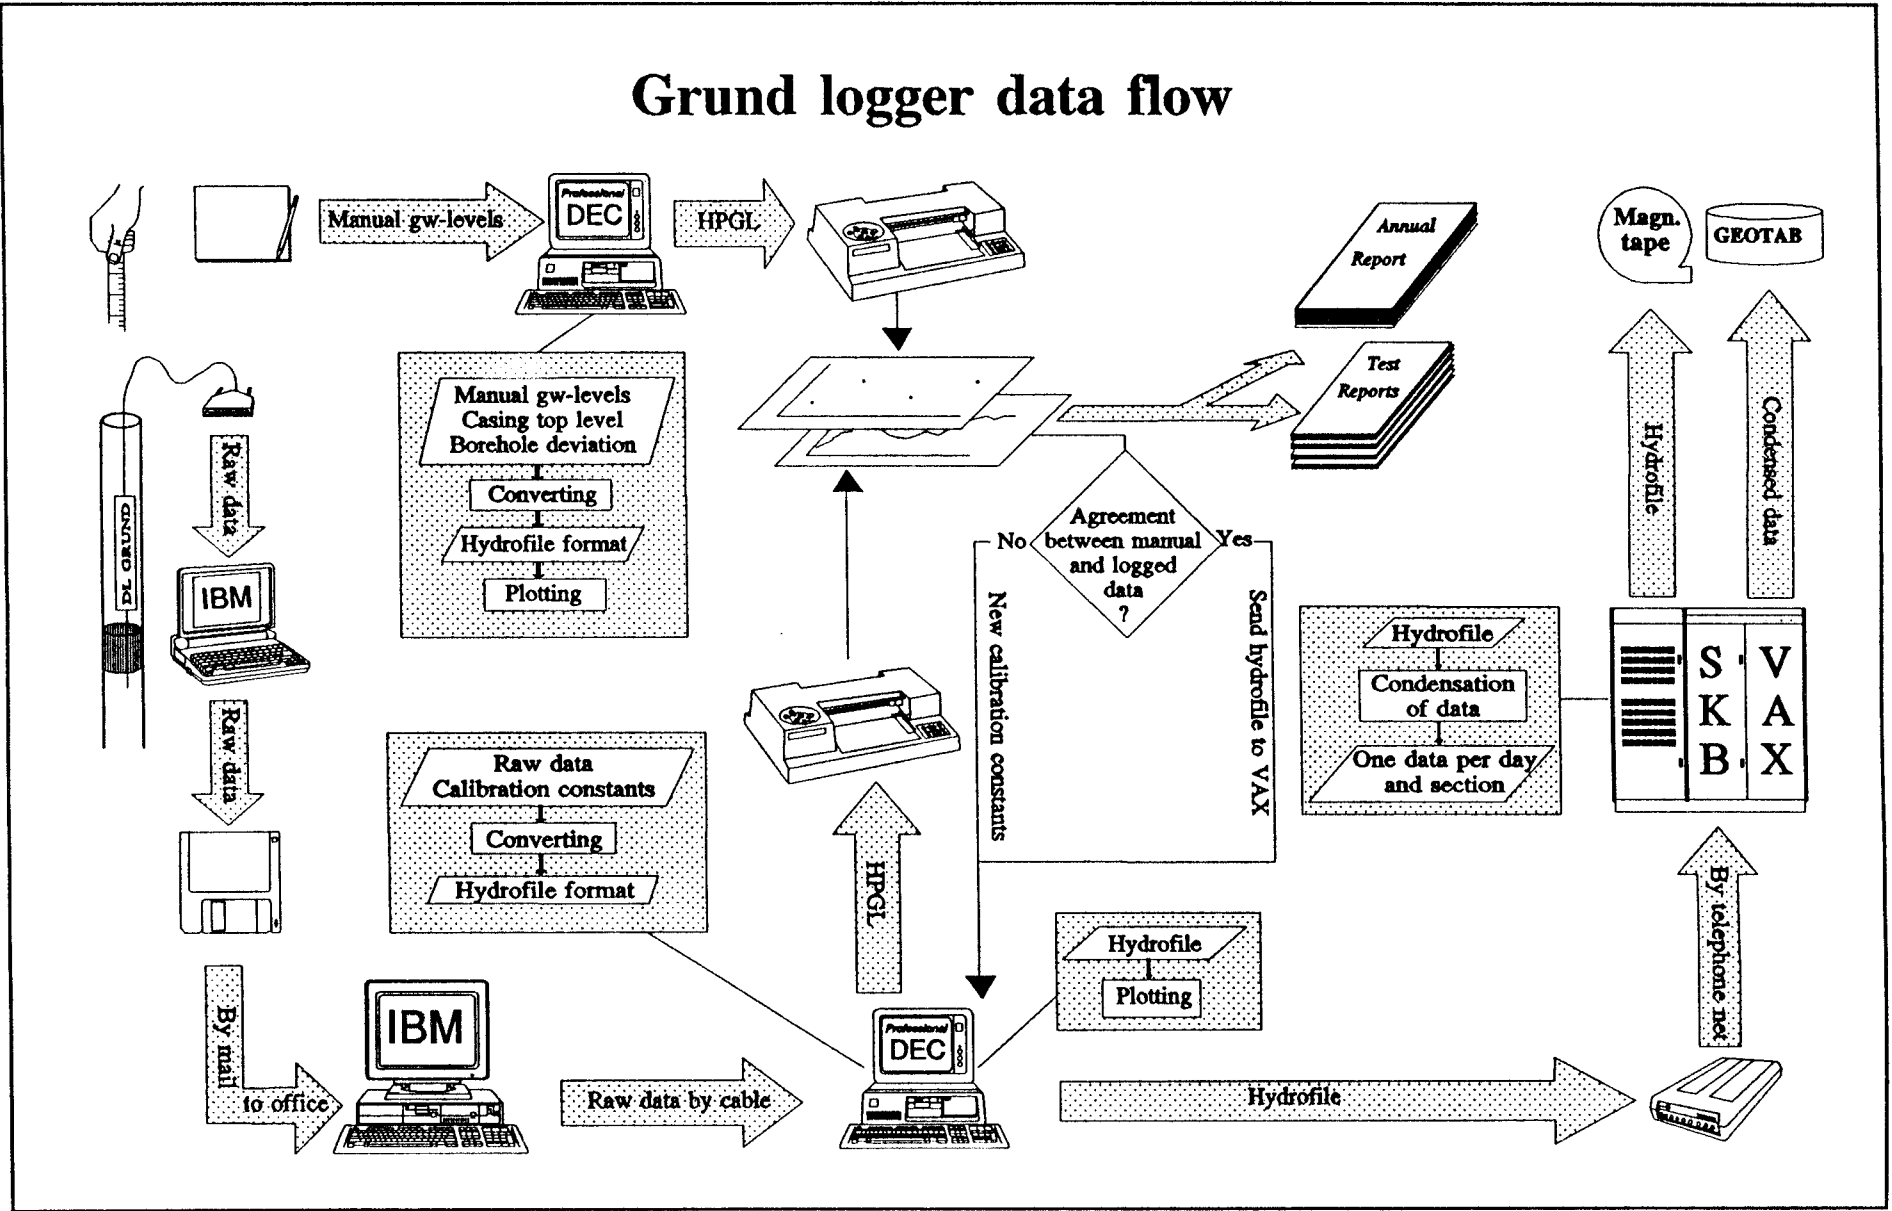 Grund logger data flow
Manual gw-levels
Professional
DEC
HPGL
Annual
Report
Test
Reports
Magn.
tape
GEOTAB
Manual gw-levels
Casing top level
Borehole deviation
Converting
Hydrofile format
Plotting
Raw data
DL GRUND
IBM
Raw data
By mail
to office
IBM
Raw data
Calibration constants
Converting
Hydrofile format
Raw data by cable
Professional
DEC
HPGL
Agreement
between manual
and logged
data
?
No
Yes
New calibration constants
Send hydrofile to VAX
Hydrofile
Plotting
Hydrofile
By telephone net
Hydrofile
Condensation
of data
One data per day
and section
SKB
VAX
Hydrofile
Condensed data